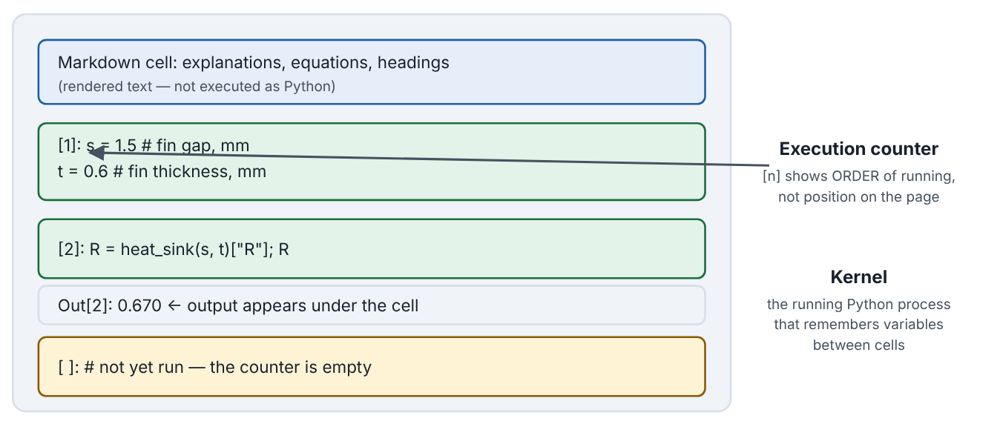 Markdown cell: explanations, equations, headings
(rendered text — not executed as Python)
[1]: s = 1.5 # fin gap, mm
t = 0.6 # fin thickness, mm
[2]: R = heat_sink(s, t)["R"]; R
Out[2]: 0.670 ← output appears under the cell
[ ]: # not yet run — the counter is empty
Execution counter
[n] shows ORDER of running,
not position on the page
Kernel
the running Python process
that remembers variables
between cells